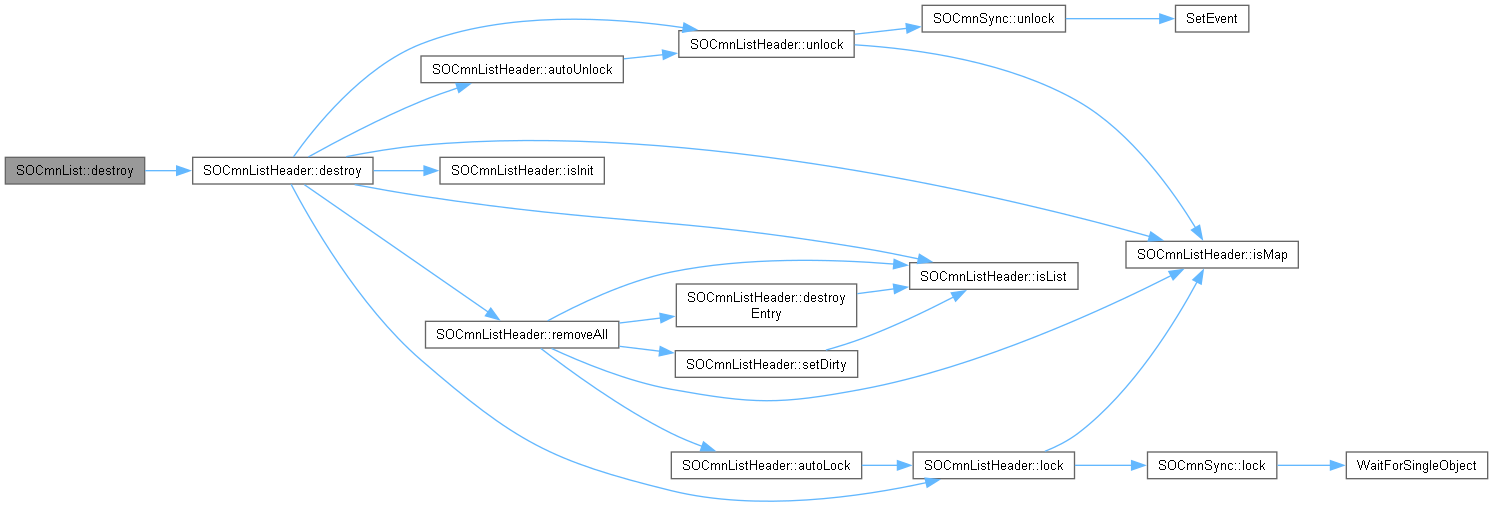 SOCmnSync::unlock
SetEvent
SOCmnListHeader::unlock
SOCmnListHeader::autoUnlock
SOCmnList::destroy
SOCmnListHeader::destroy
SOCmnListHeader::isInit
SOCmnListHeader::isMap
SOCmnListHeader::isList
SOCmnListHeader::destroy
Entry
SOCmnListHeader::removeAll
SOCmnListHeader::setDirty
SOCmnListHeader::autoLock
SOCmnListHeader::lock
SOCmnSync::lock
WaitForSingleObject